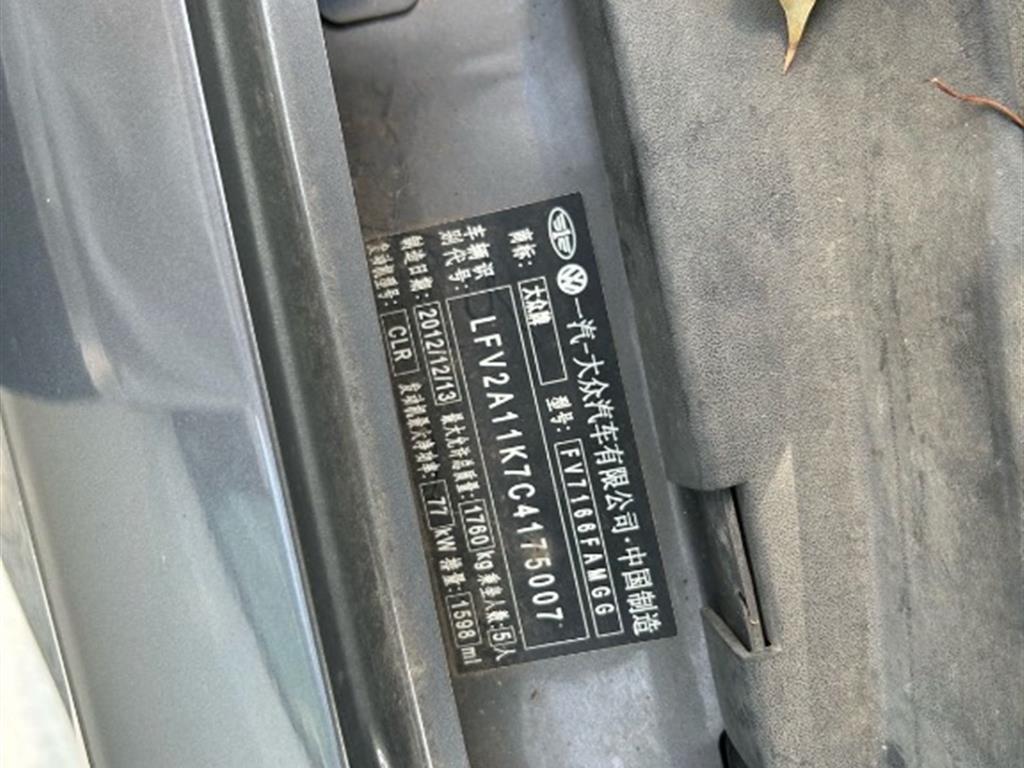 一汽-大众汽车有限公司·中国制造
商标: 大众牌 型号: FV7166FAMGG
车辆识别代号: LFV2A11K7C4175007
制造日期: 2012/12/13 最大允许总质量: 1760 kg 乘坐人数: 5 人
发动机型号: CLR 发动机最大净功率: 77 kW 排量: 1598 ml